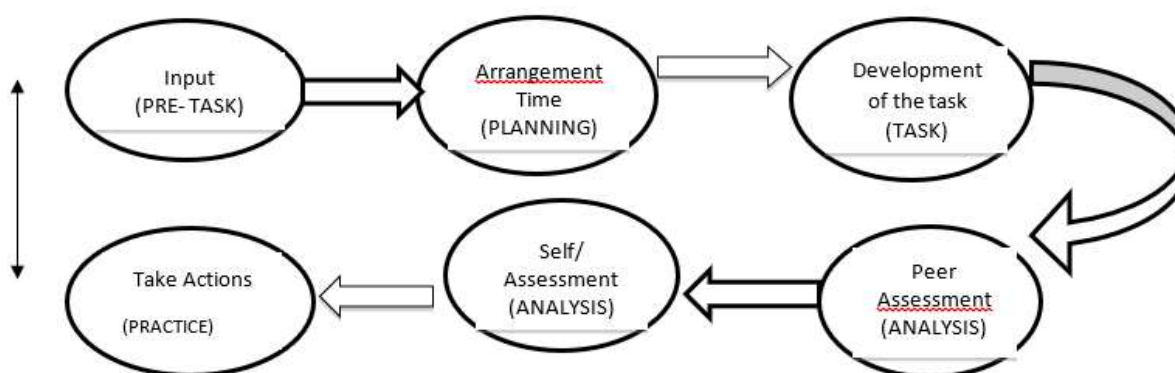 Input
(PRE- TASK)
Arrangement
Time
(PLANNING)
Development
of the task
(TASK)
Peer
Assessment
(ANALYSIS)
Self/
Assessment
(ANALYSIS)
Take Actions
(PRACTICE)